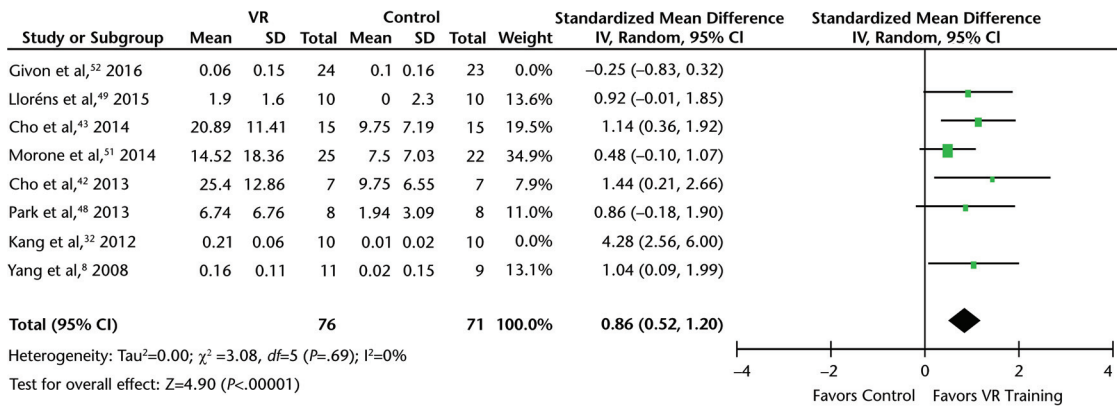 VR Control Standardized Mean Difference Standardized Mean Difference
Study or Subgroup Mean SD Total Mean SD Total Weight IV, Random, 95% CI IV, Random, 95% CI
Givon et al,⁵² 2016 0.06 0.15 24 0.1 0.16 23 0.0% −0.25 (−0.83, 0.32)
Lloréns et al,⁴⁹ 2015 1.9 1.6 10 0 2.3 10 13.6% 0.92 (−0.01, 1.85)
Cho et al,⁴³ 2014 20.89 11.41 15 9.75 7.19 15 19.5% 1.14 (0.36, 1.92)
Morone et al,⁵¹ 2014 14.52 18.36 25 7.5 7.03 22 34.9% 0.48 (−0.10, 1.07)
Cho et al,⁴² 2013 25.4 12.86 7 9.75 6.55 7 7.9% 1.44 (0.21, 2.66)
Park et al,⁴⁸ 2013 6.74 6.76 8 1.94 3.09 8 11.0% 0.86 (−0.18, 1.90)
Kang et al,³² 2012 0.21 0.06 10 0.01 0.02 10 0.0% 4.28 (2.56, 6.00)
Yang et al,⁸ 2008 0.16 0.11 11 0.02 0.15 9 13.1% 1.04 (0.09, 1.99)
Total (95% CI) 76 71 100.0% 0.86 (0.52, 1.20)
Heterogeneity: Tau²=0.00; χ² =3.08, df=5 (P=.69); I²=0%
Test for overall effect: Z=4.90 (P<.00001)
−4 −2 0 2 4
Favors Control Favors VR Training